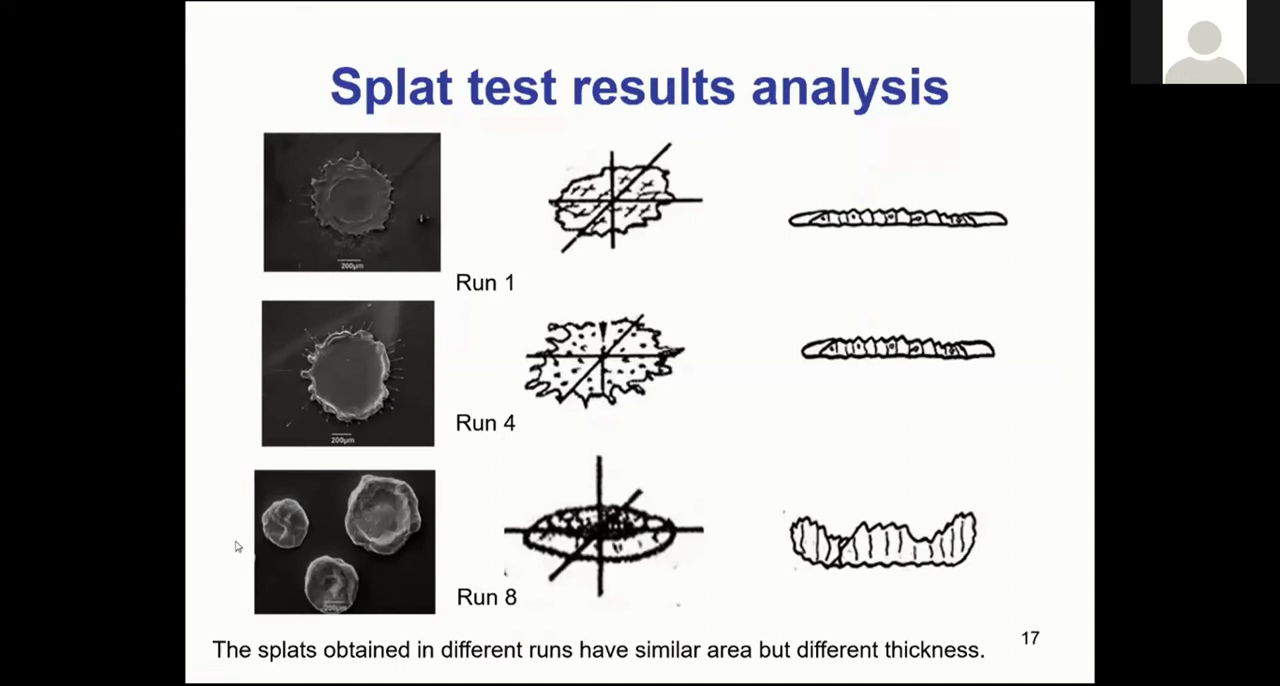 Splat test results analysis
200μm
Run 1
200μm
Run 4
200μm
Run 8
The splats obtained in different runs have similar area but different thickness.
17